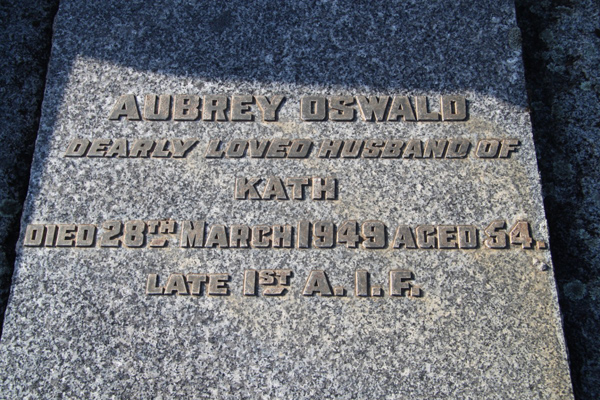 AUBREY OSWALD
DEARLY LOVED HUSBAND OF
KATH
DIED 28TH MARCH 1949 AGED 54.
LATE 1ST A.I.F.